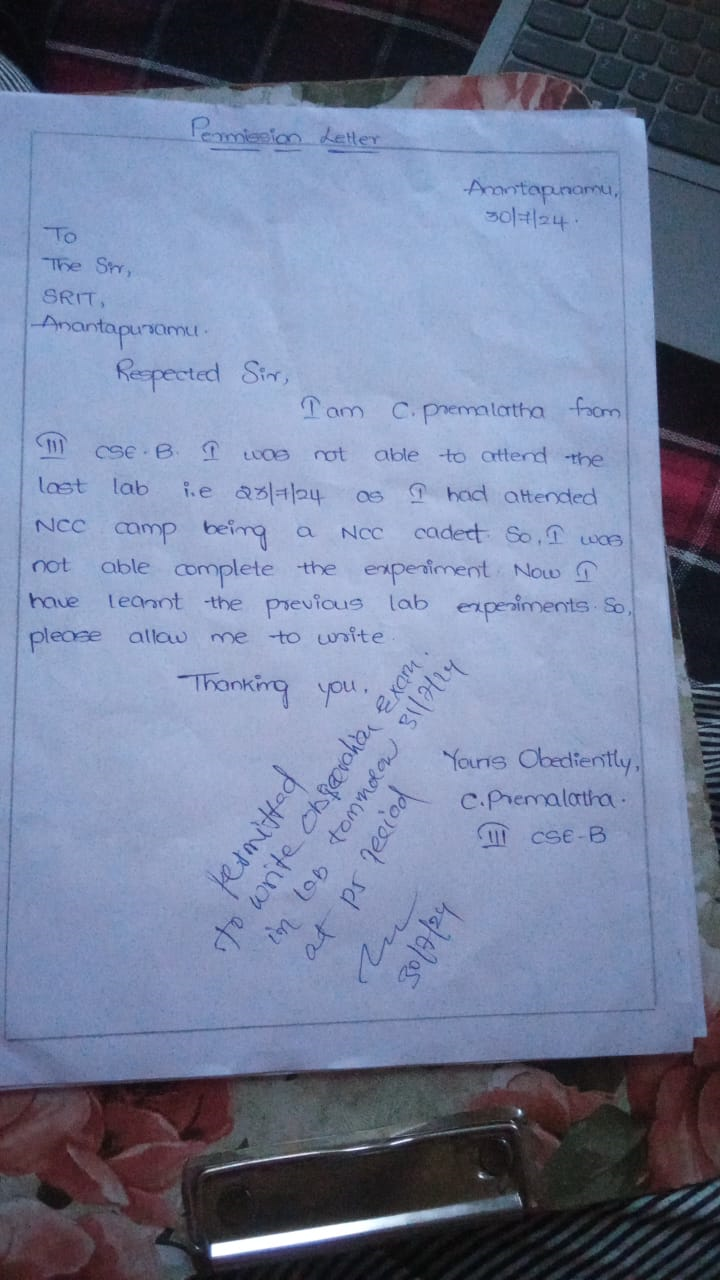 Permission Letter
Anantapuramu,
30/7/24.
To
The Sir,
SRIT,
Anantapuramu.
Respected Sir,
I am C. premalatha from
III CSE-B. I was not able to attend the
last lab i.e 23/7/24 as I had attended
NCC camp being a NCC cadet. So, I was
not able complete the experiment. Now I
have learnt the previous lab experiments. So,
please allow me to write.
Thanking you.
Yours Obediently,
C. Premalatha.
III CSE-B
permitted
To write observation Exam.
in lab tommorow 31/7/24
at PS period
30/7/24